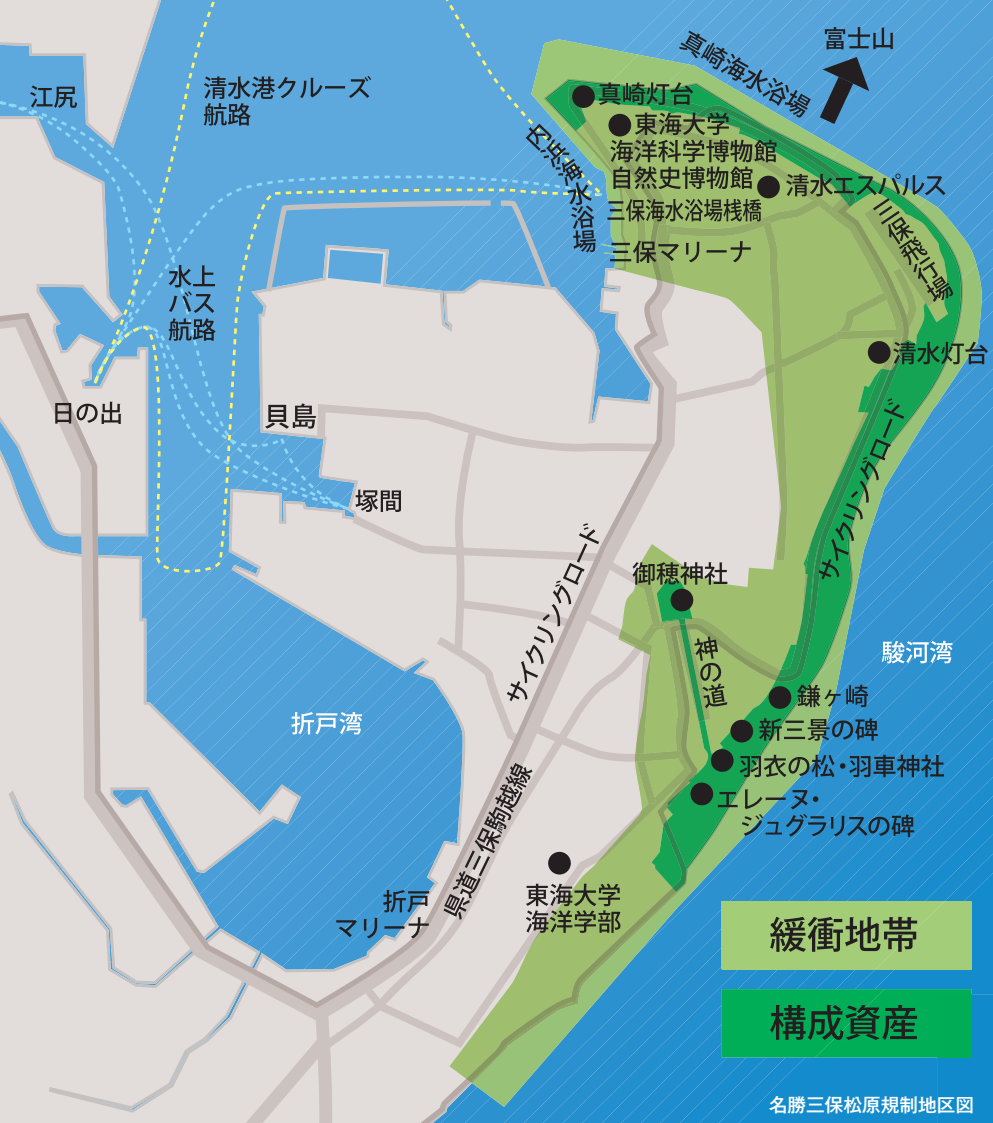 富士山
真崎海水浴場
江尻
清水港クルーズ
航路
真崎灯台
東海大学
海洋科学博物館
自然史博物館
内浜海水浴場
清水エスパルス
三保海水浴場桟橋
三保飛行場
三保マリーナ
水上
バス
航路
清水灯台
日の出
貝島
サイクリングロード
塚間
サイクリングロード
御穂神社
神の道
駿河湾
鎌ヶ崎
折戸湾
新三景の碑
羽衣の松・羽車神社
エレーヌ・
ジュグラリスの碑
県道三保駒越線
東海大学
海洋学部
折戸
マリーナ
緩衝地帯
構成資産
名勝三保松原規制地区図